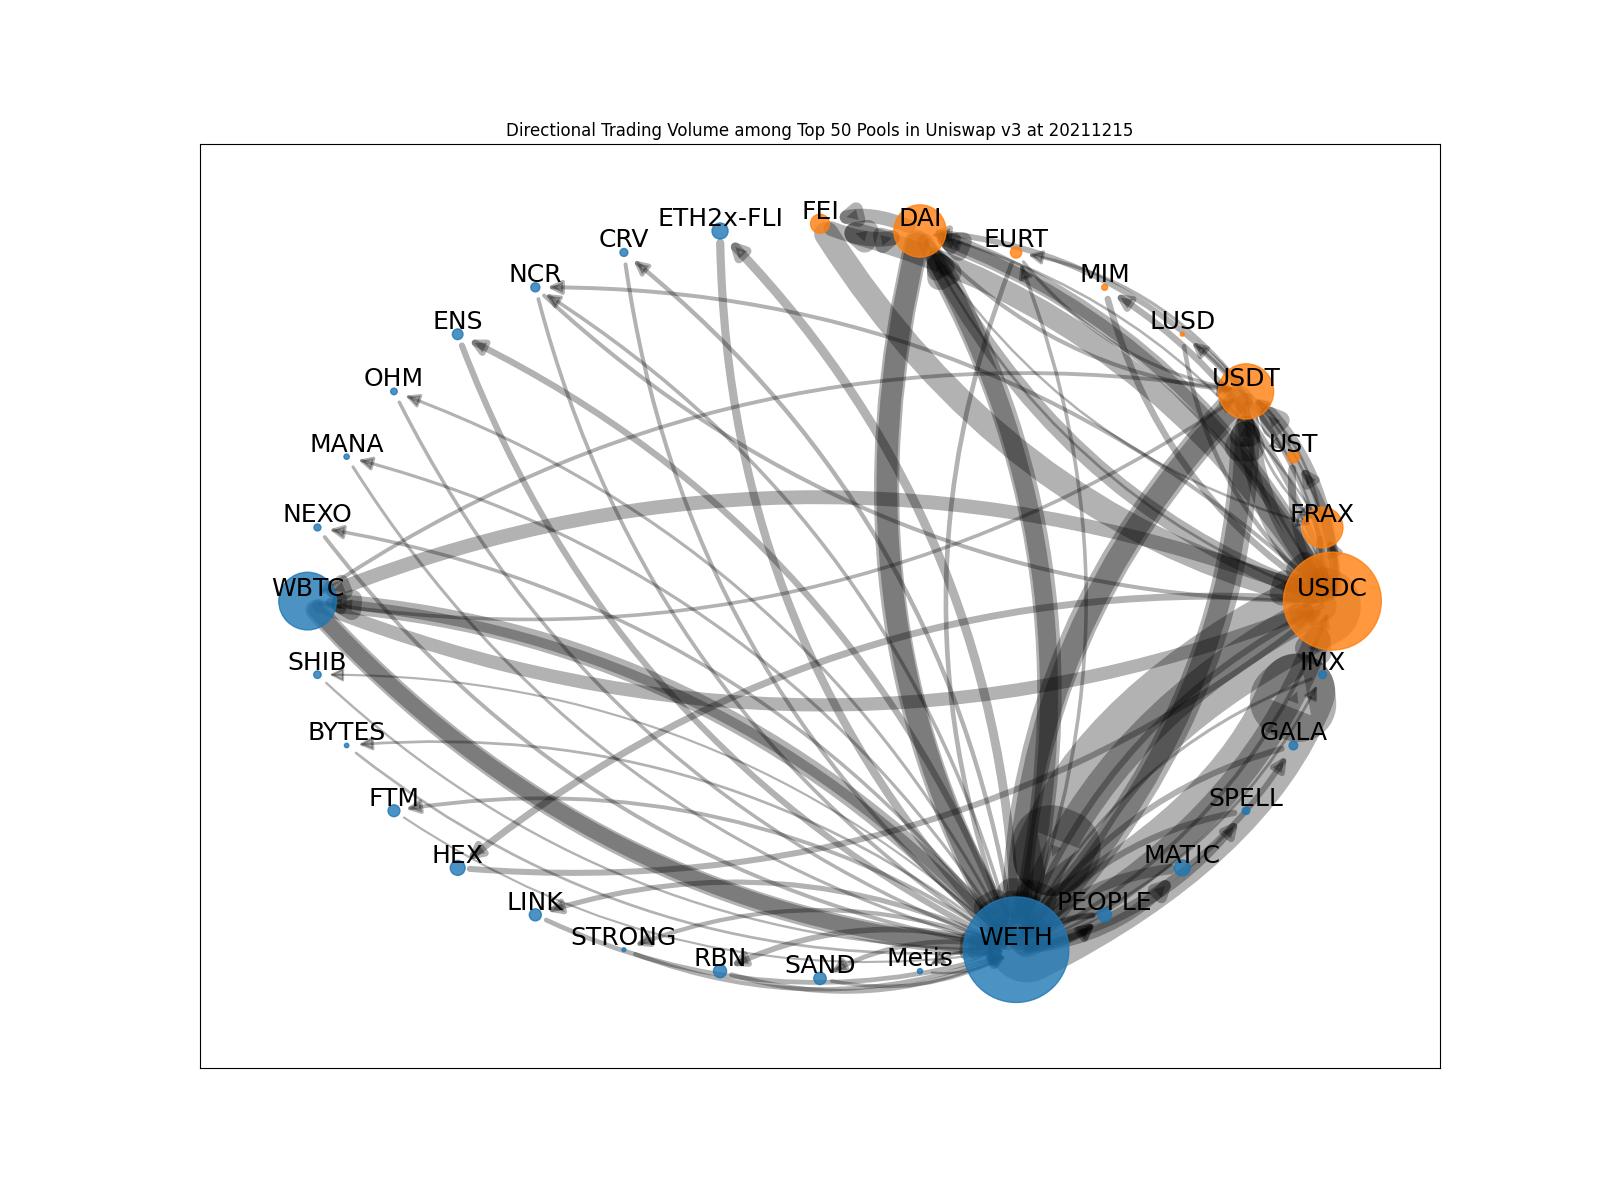 Directional Trading Volume among Top 50 Pools in Uniswap v3 at 20211215
FEI
DAI
ETH2x-FLI
EURT
CRV
MIM
NCR
LUSD
ENS
USDT
OHM
UST
MANA
FRAX
NEXO
USDC
WBTC
IMX
SHIB
GALA
BYTES
SPELL
FTM
MATIC
HEX
PEOPLE
LINK
WETH
STRONG
Metis
RBN
SAND